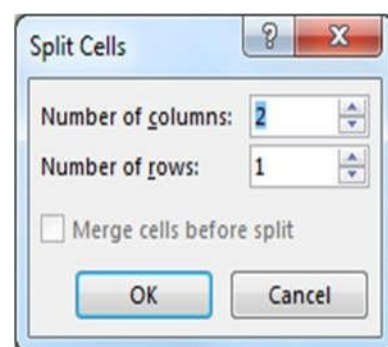 Split Cells
Number of columns: 2
Number of rows: 1
Merge cells before split
OK Cancel